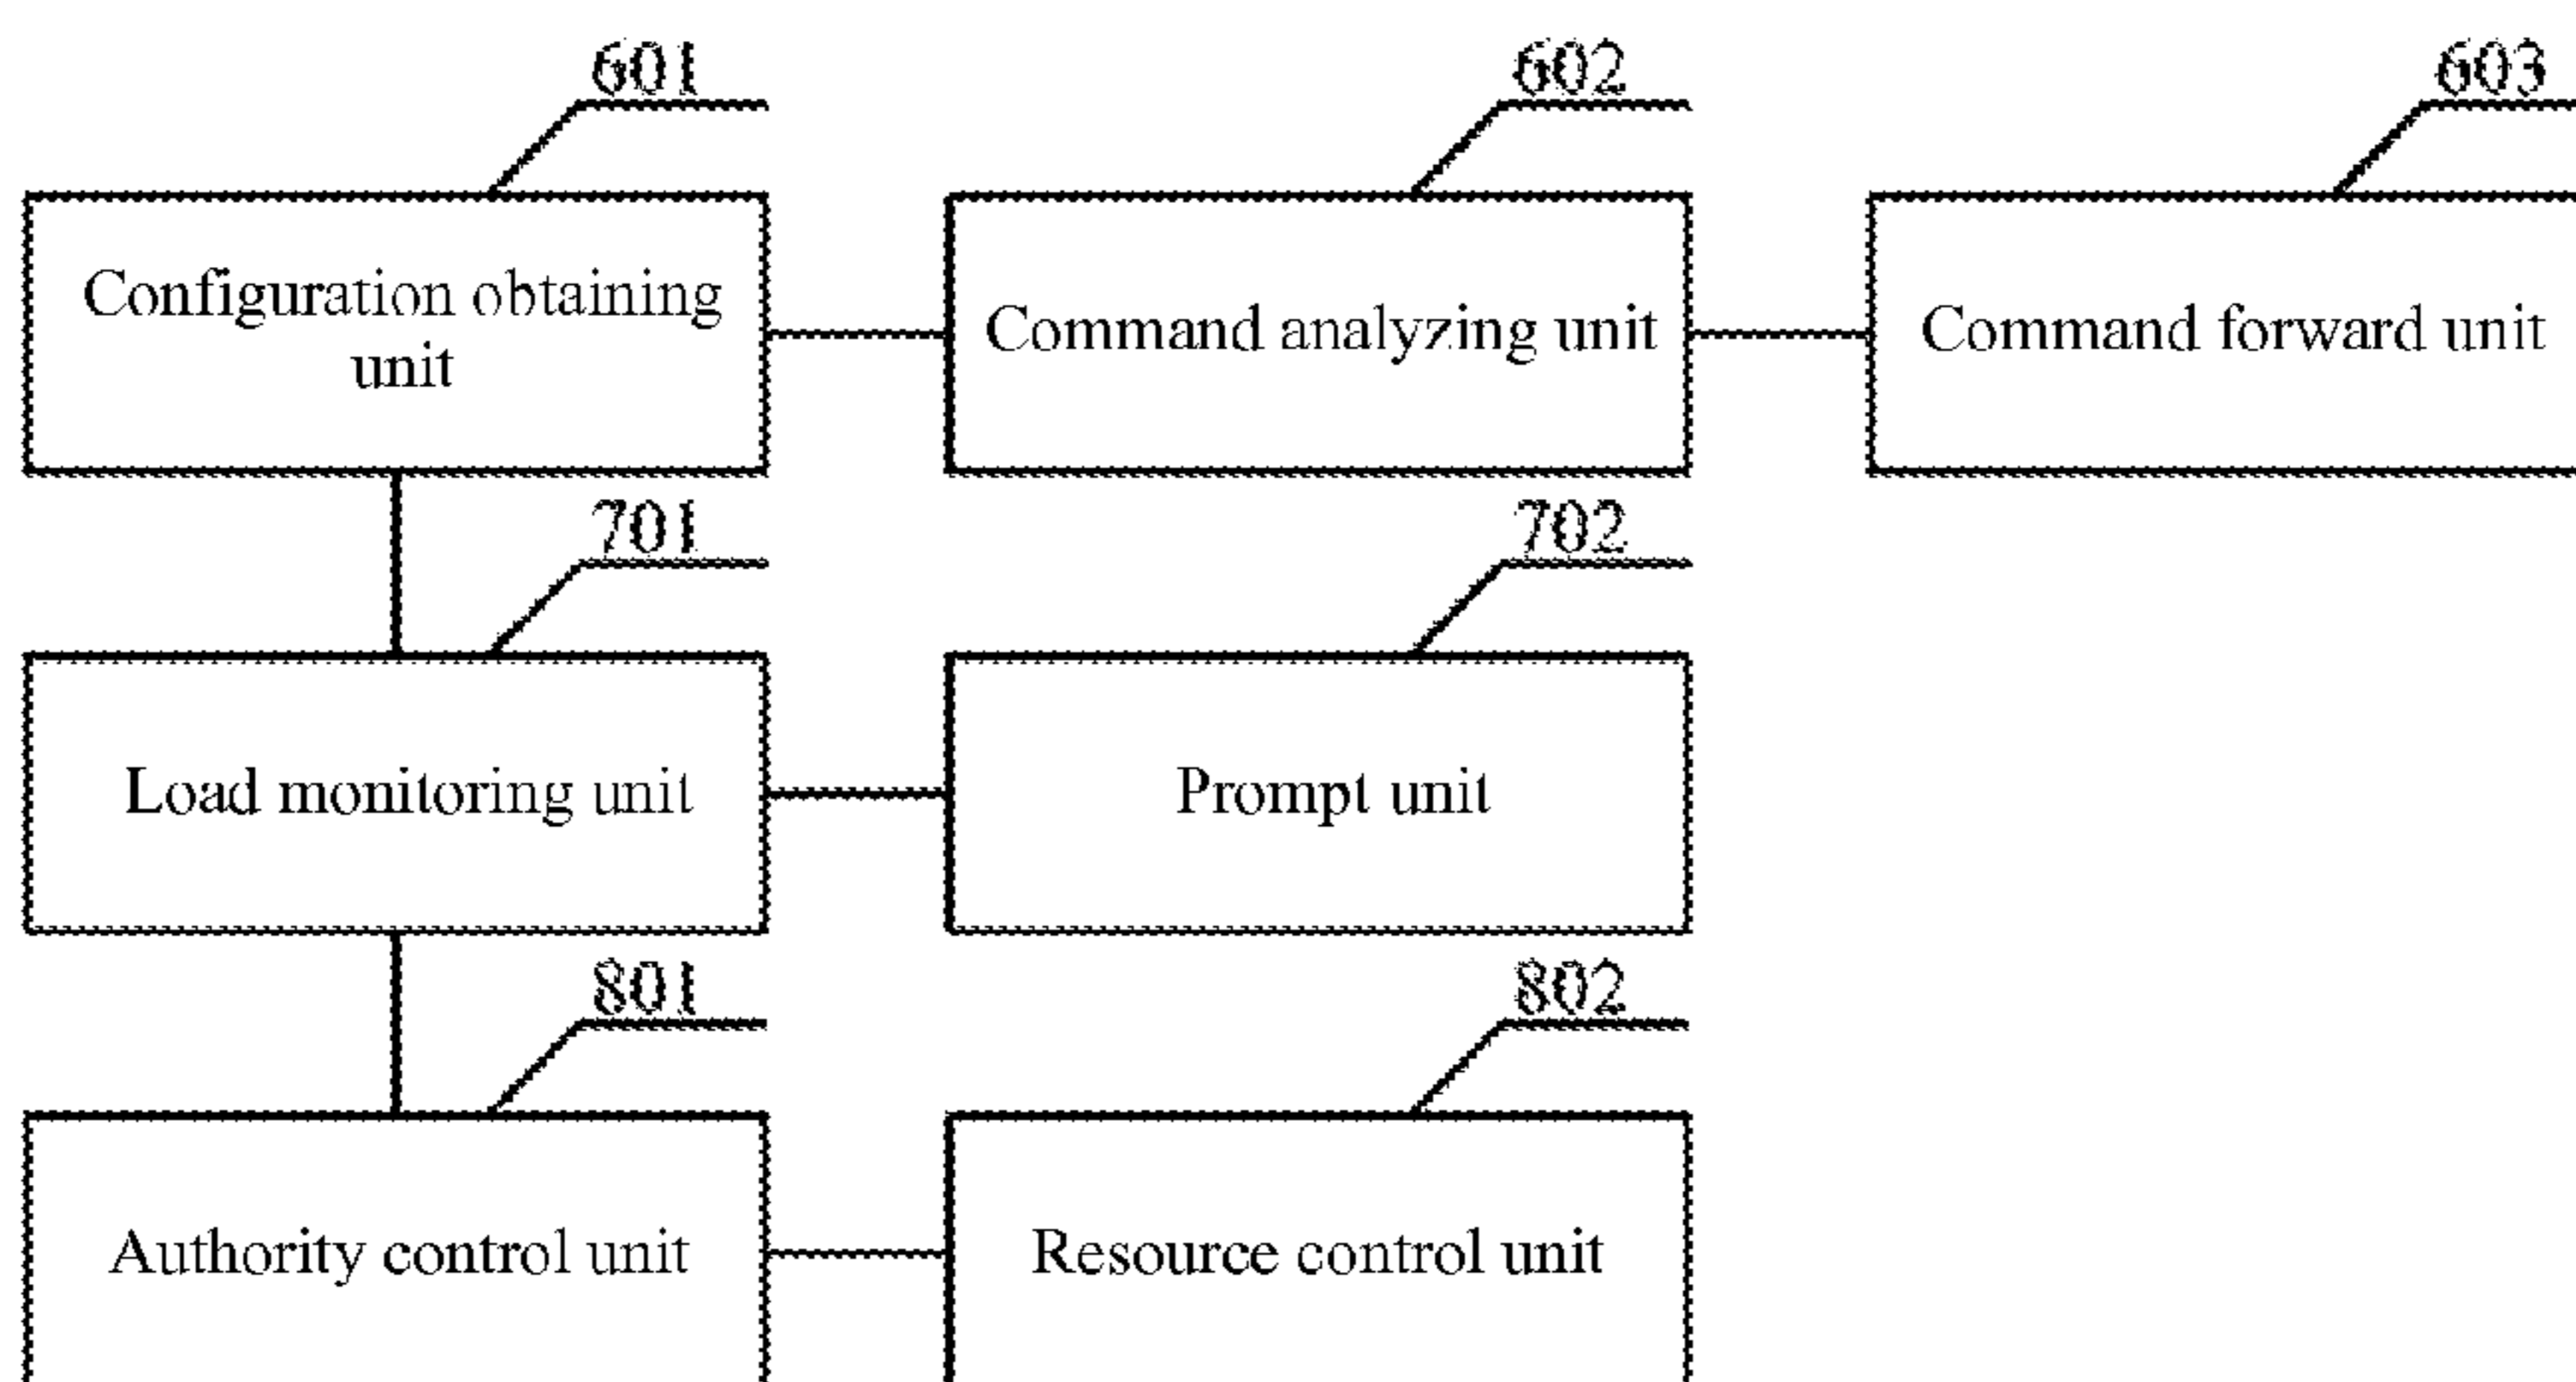 601
602
603
Configuration obtaining
unit
Command analyzing unit
Command forward unit
701
702
Load monitoring unit
Prompt unit
801
802
Authority control unit
Resource control unit